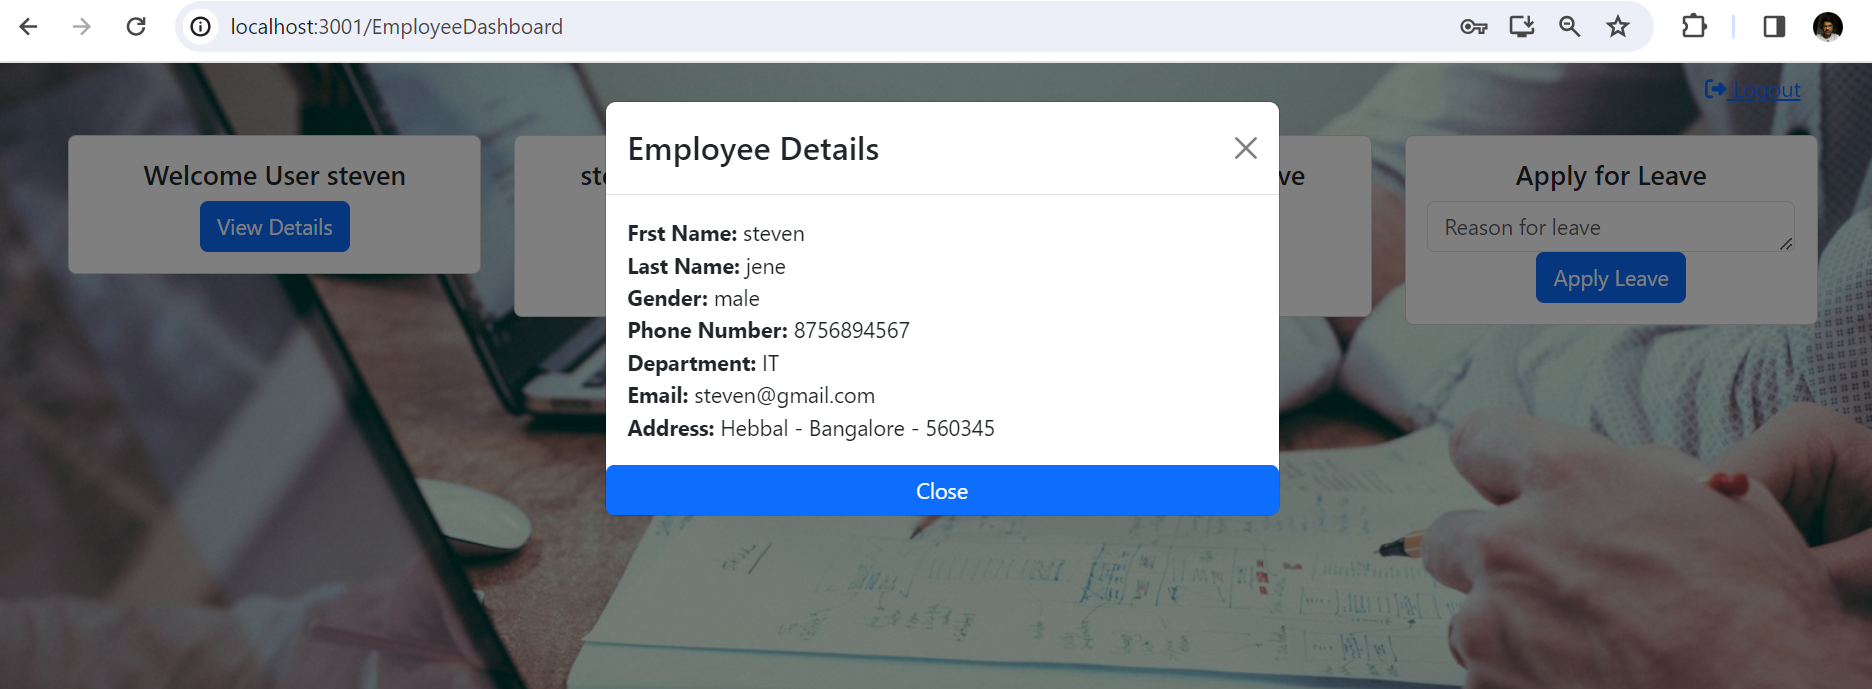 localhost:3001/EmployeeDashboard
Logout
Welcome User steven
View Details
Employee Details
Frst Name: steven
Last Name: jene
Gender: male
Phone Number: 8756894567
Department: IT
Email: steven@gmail.com
Address: Hebbal - Bangalore - 560345
Close
Apply for Leave
Reason for leave
Apply Leave